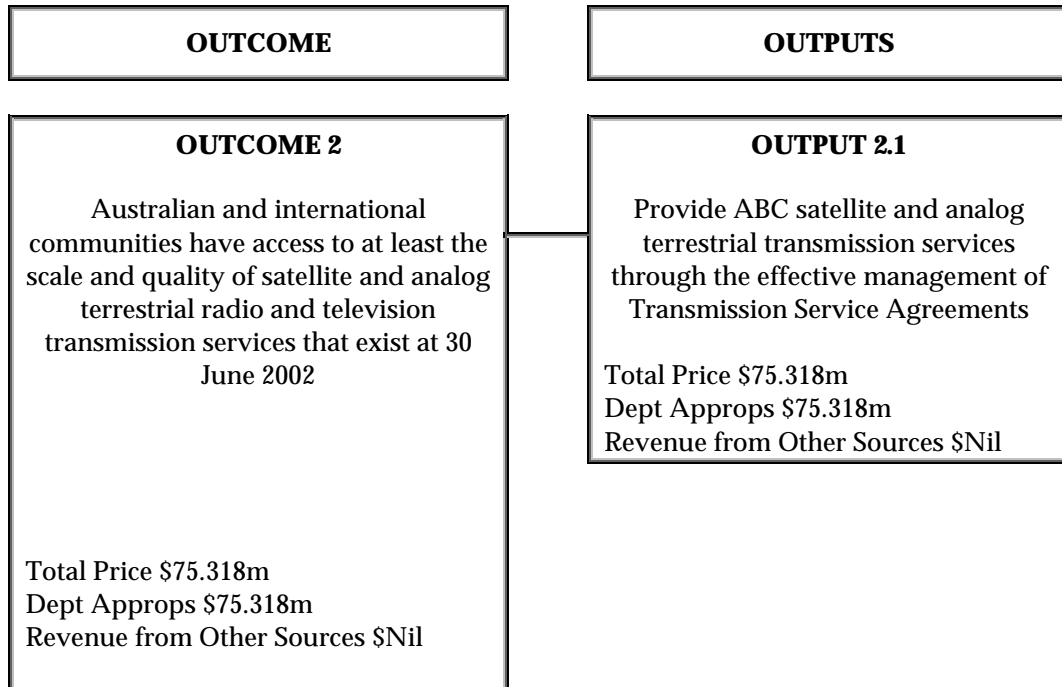 OUTCOME
OUTPUTS
OUTCOME 2
Australian and international
communities have access to at least the
scale and quality of satellite and analog
terrestrial radio and television
transmission services that exist at 30
June 2002
Total Price $75.318m
Dept Approps $75.318m
Revenue from Other Sources $Nil
OUTPUT 2.1
Provide ABC satellite and analog
terrestrial transmission services
through the effective management of
Transmission Service Agreements
Total Price $75.318m
Dept Approps $75.318m
Revenue from Other Sources $Nil